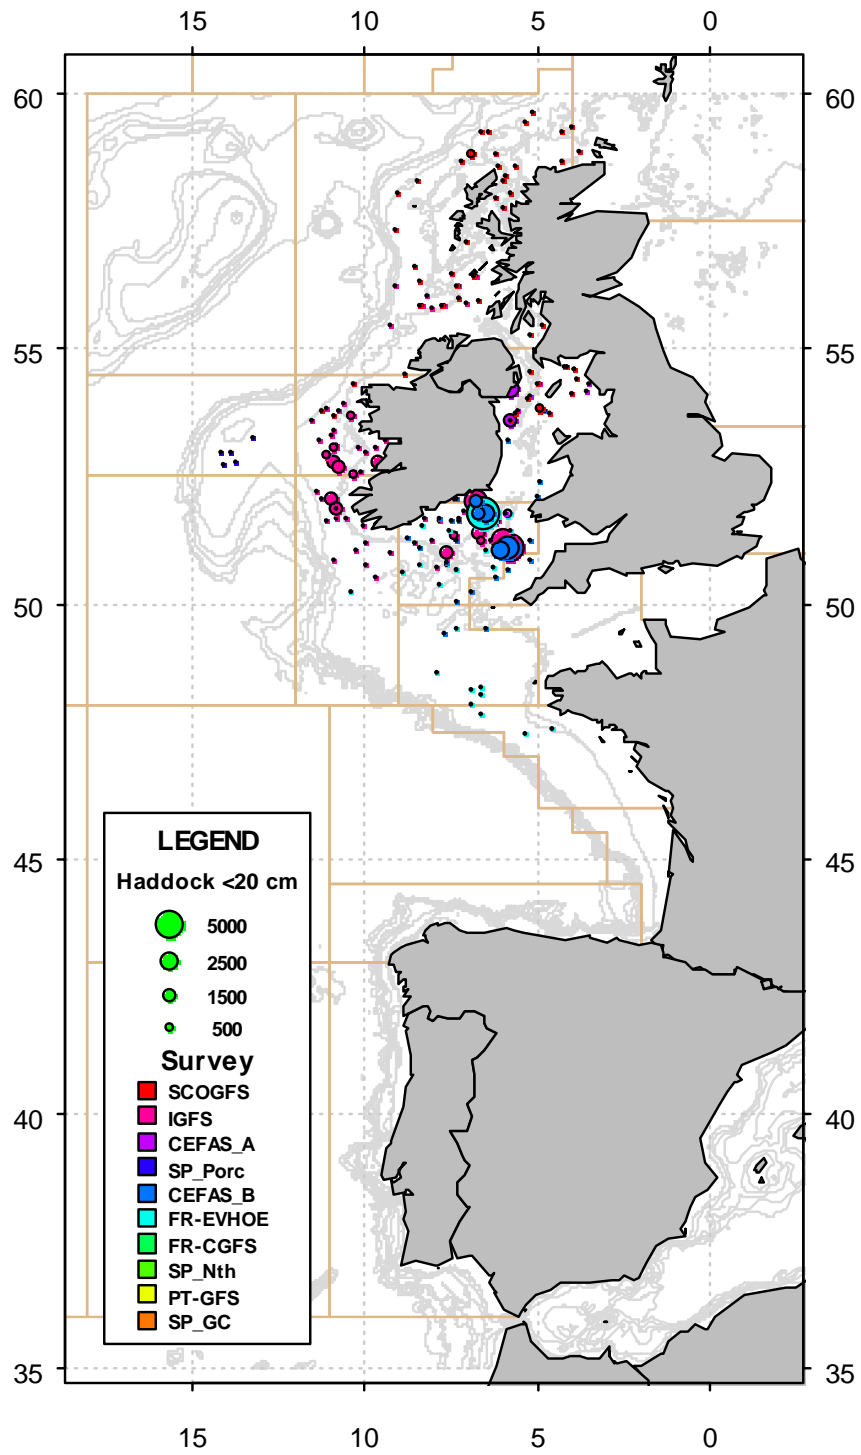 15 10 5 0
60 60
55 55
50 50
45 45
LEGEND
Haddock <20 cm
5000
2500
1500
500
Survey
SCOGFS
IGFS
CEFAS_A
SP_Porc
CEFAS_B
FR-EVHOE
FR-CGFS
SP_Nth
PT-GFS
SP_GC
40 40
35 35
15 10 5 0